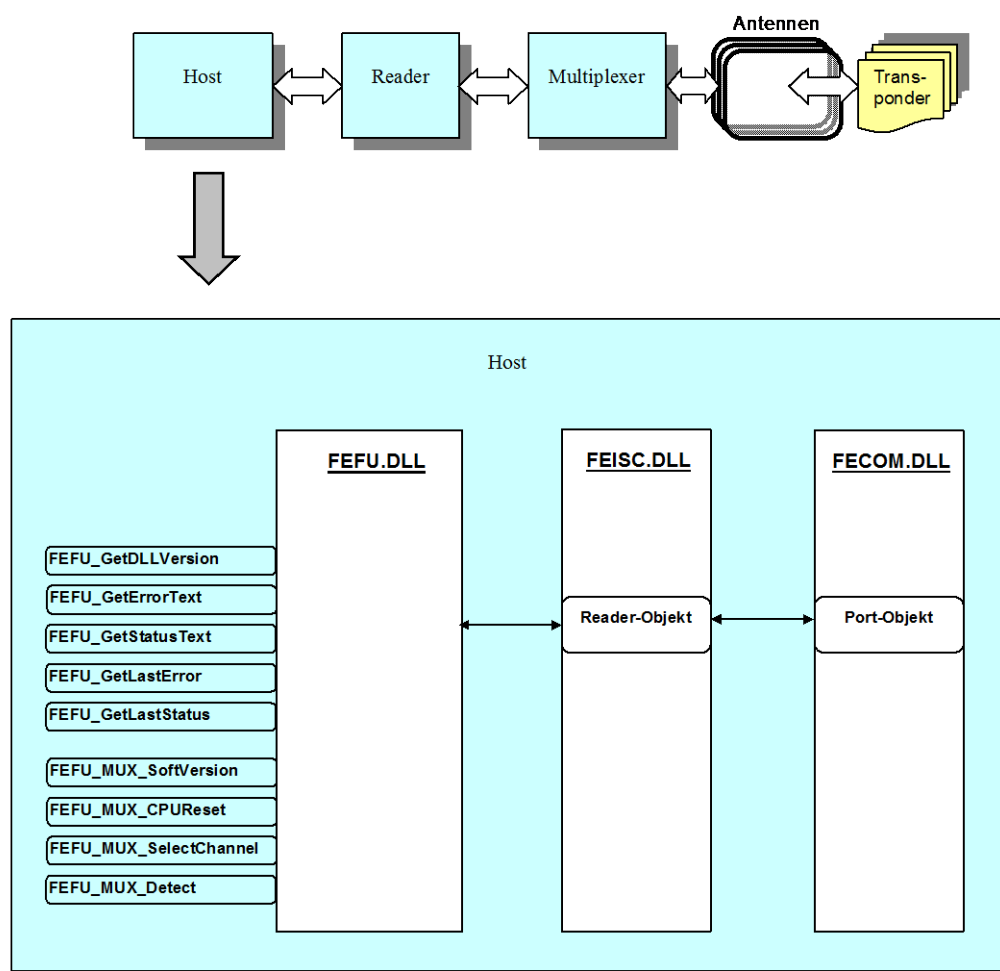 Antennen
Host
Reader
Multiplexer
Trans-
ponder
Host
FEFU.DLL
FEISC.DLL
FECOM.DLL
FEFU_GetDLLVersion
FEFU_GetErrorText
Reader-Objekt
Port-Objekt
FEFU_GetStatusText
FEFU_GetLastError
FEFU_GetLastStatus
FEFU_MUX_SoftVersion
FEFU_MUX_CPUReset
FEFU_MUX_SelectChannel
FEFU_MUX_Detect